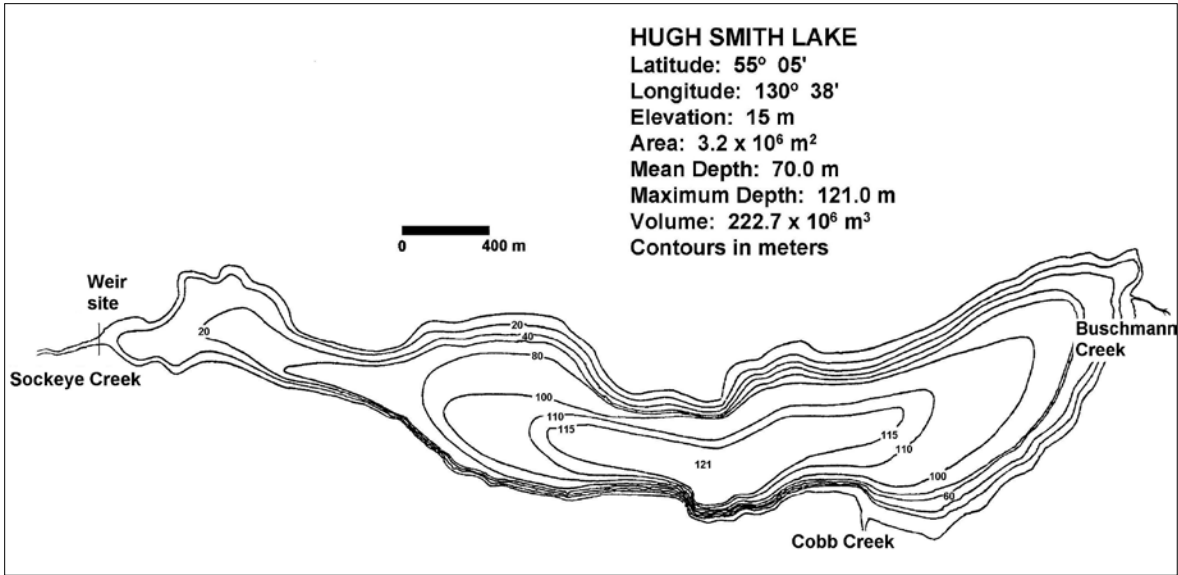 HUGH SMITH LAKE
Latitude: 55° 05'
Longitude: 130° 38'
Elevation: 15 m
Area: 3.2 x 10⁶ m²
Mean Depth: 70.0 m
Maximum Depth: 121.0 m
Volume: 222.7 x 10⁶ m³
Contours in meters
0 400 m
Weir
site
Sockeye Creek
20
20
40
80
100
110
115
121
115
110
100
60
Buschmann
Creek
Cobb Creek